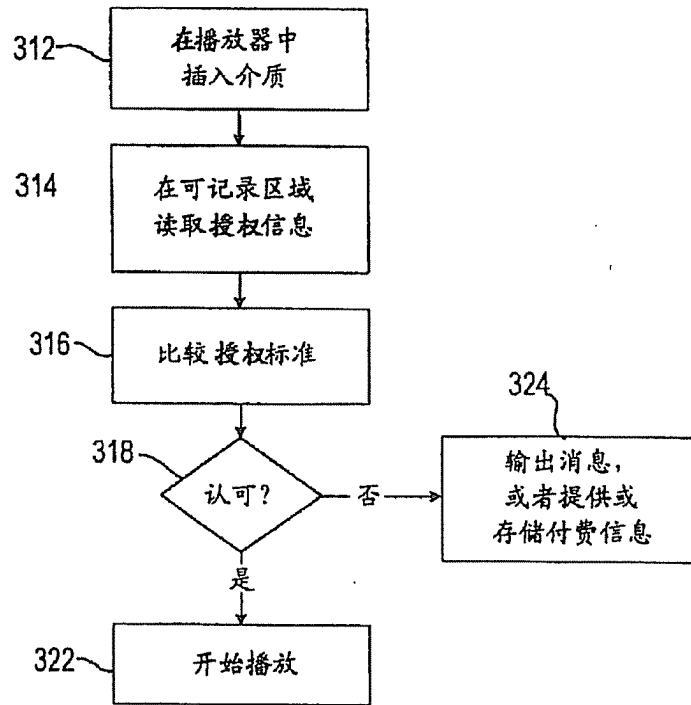 312
在播放器中
插入介质
314
在可记录区域
读取授权信息
316
比较授权标准
318
认可?
否
324
输出消息,
或者提供或
存储付费信息
是
322
开始播放